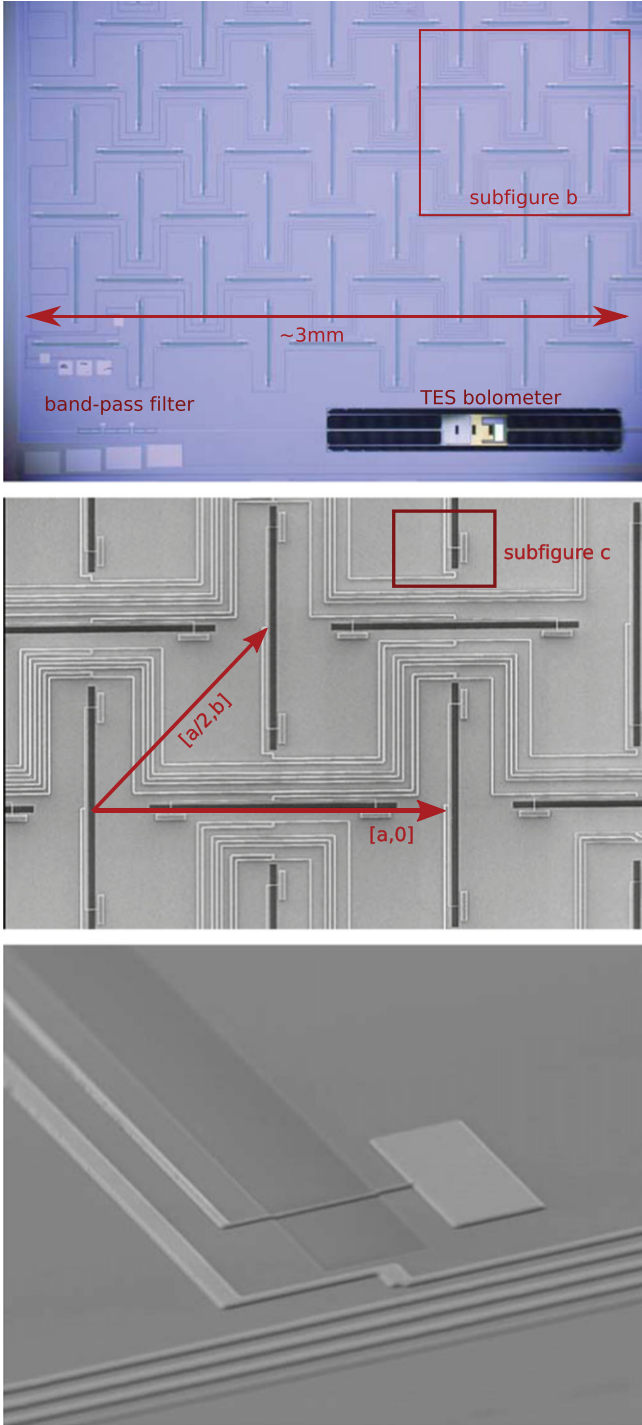 subfigure b
~3mm
band-pass filter
TES bolometer
subfigure c
[a/2,b]
[a,0]